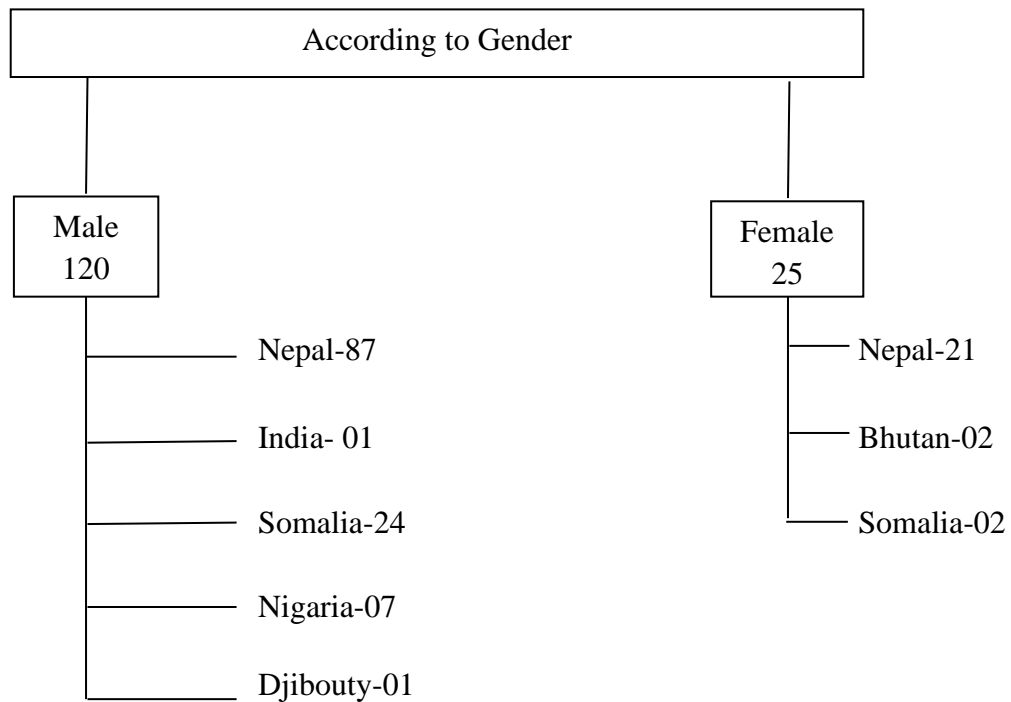 According to Gender
Male
120
Nepal-87
India- 01
Somalia-24
Nigaria-07
Djibouty-01
Female
25
Nepal-21
Bhutan-02
Somalia-02